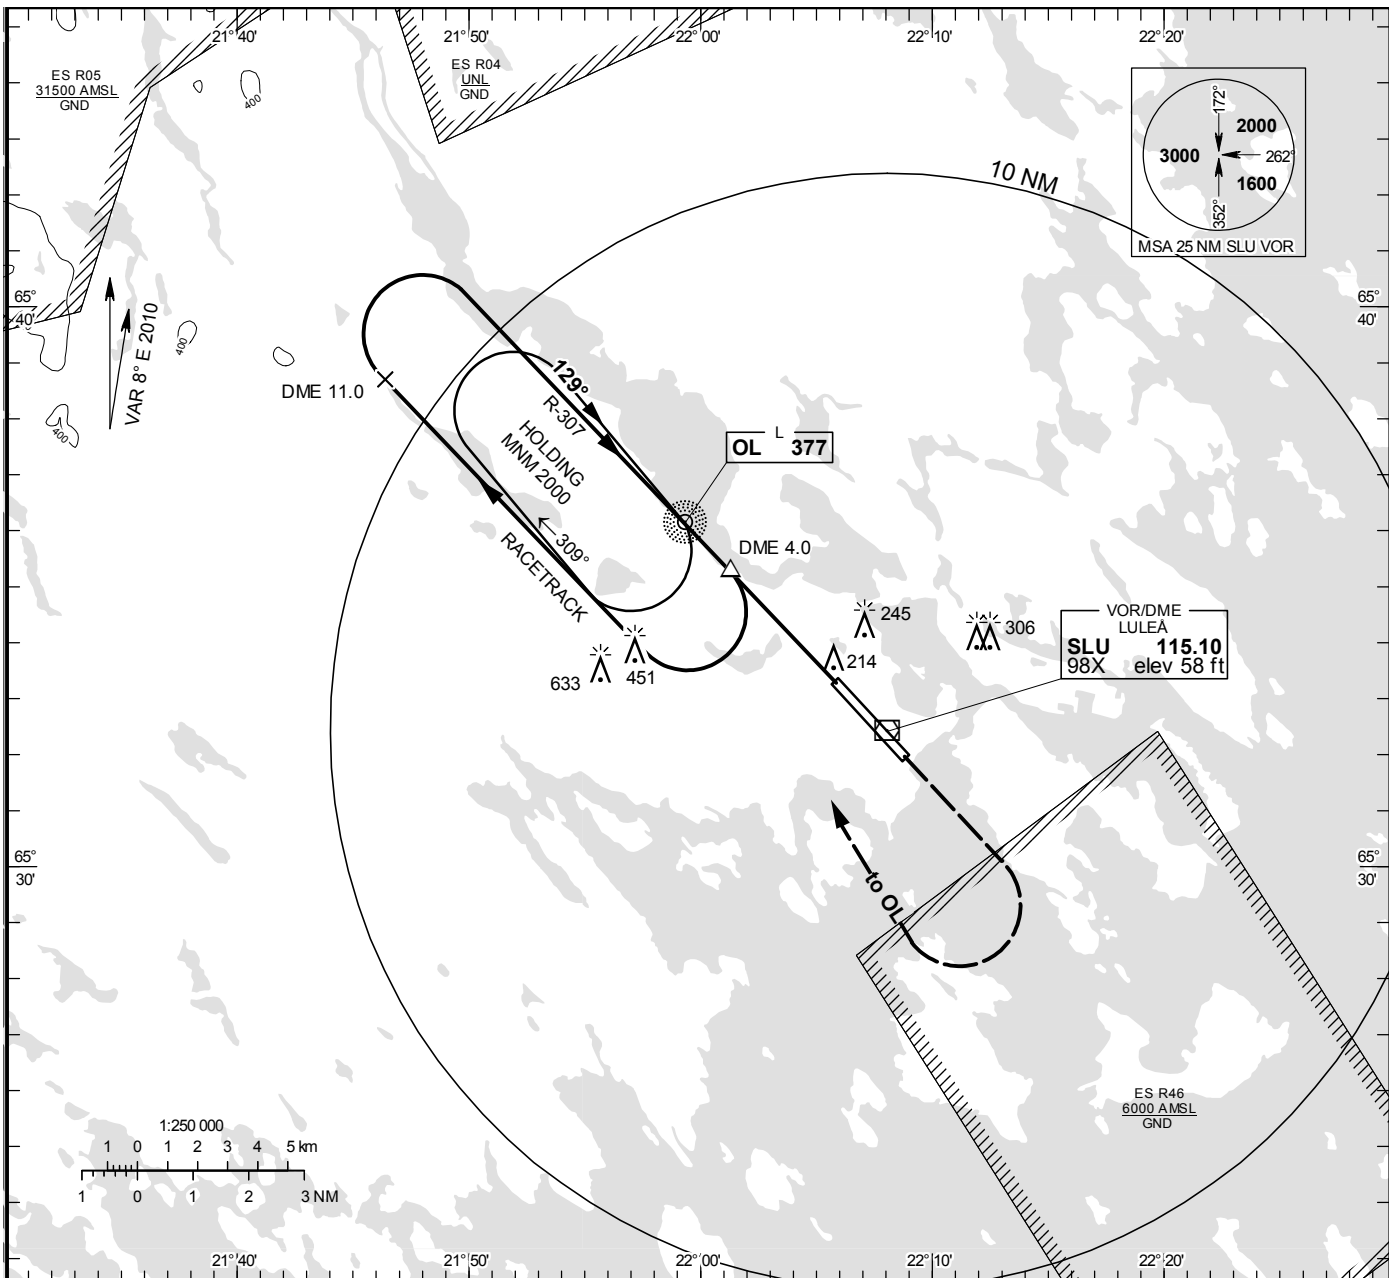 21°40'
21°50'
22°00'
22°10'
22°20'
ES R05
31500 AMSL
GND
ES R04
UNL
GND
400
172°
2000
3000
262°
1600
352°
MSA 25 NM SLU VOR
10 NM
65°
40'
65°
40'
VAR 8° E 2010
400
400
DME 11.0
129°
R-307
HOLDING
MNM 2000
L
OL 377
309°
RACETRACK
DME 4.0
245
306
214
633
451
VOR/DME
LULEÅ
SLU 115.10
98X elev 58 ft
65°
30'
65°
30'
to OL
ES R46
6000 AMSL
GND
1:250 000
1 0 1 2 3 4 5 km
1 0 1 2 3 NM
21°40'
21°50'
22°00'
22°10'
22°20'